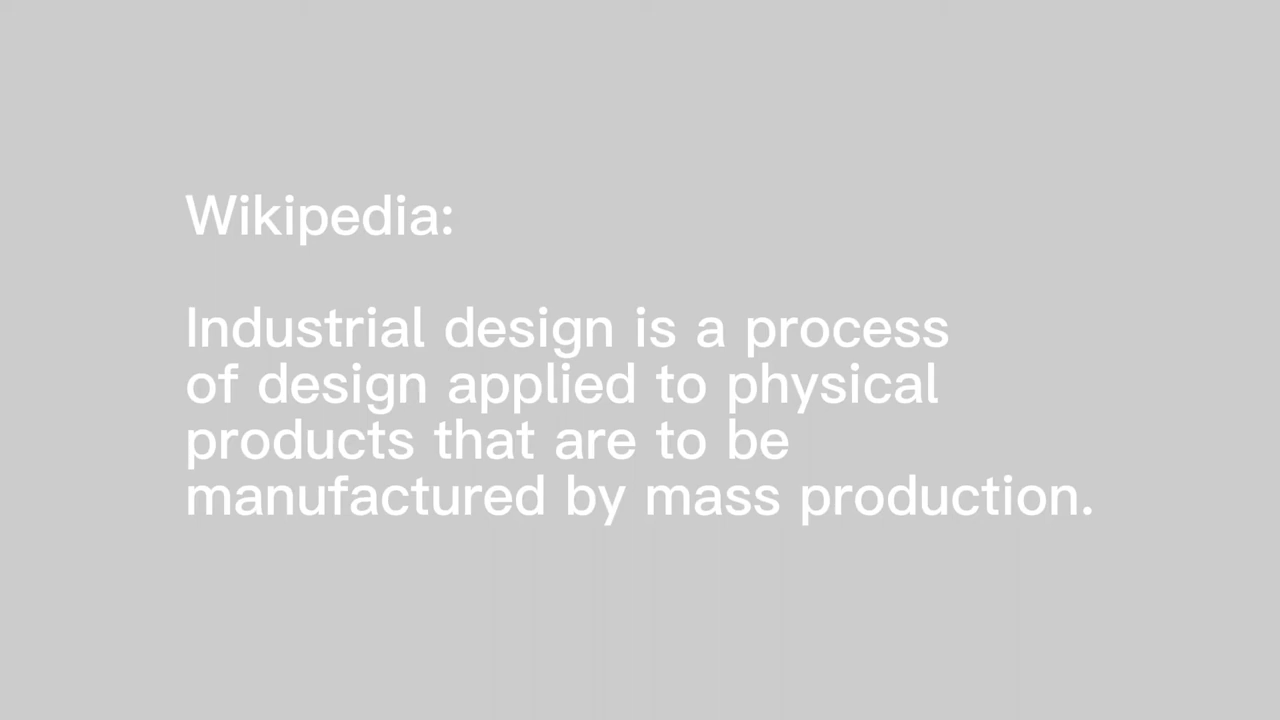 Wikipedia:
Industrial design is a process
of design applied to physical
products that are to be
manufactured by mass production.